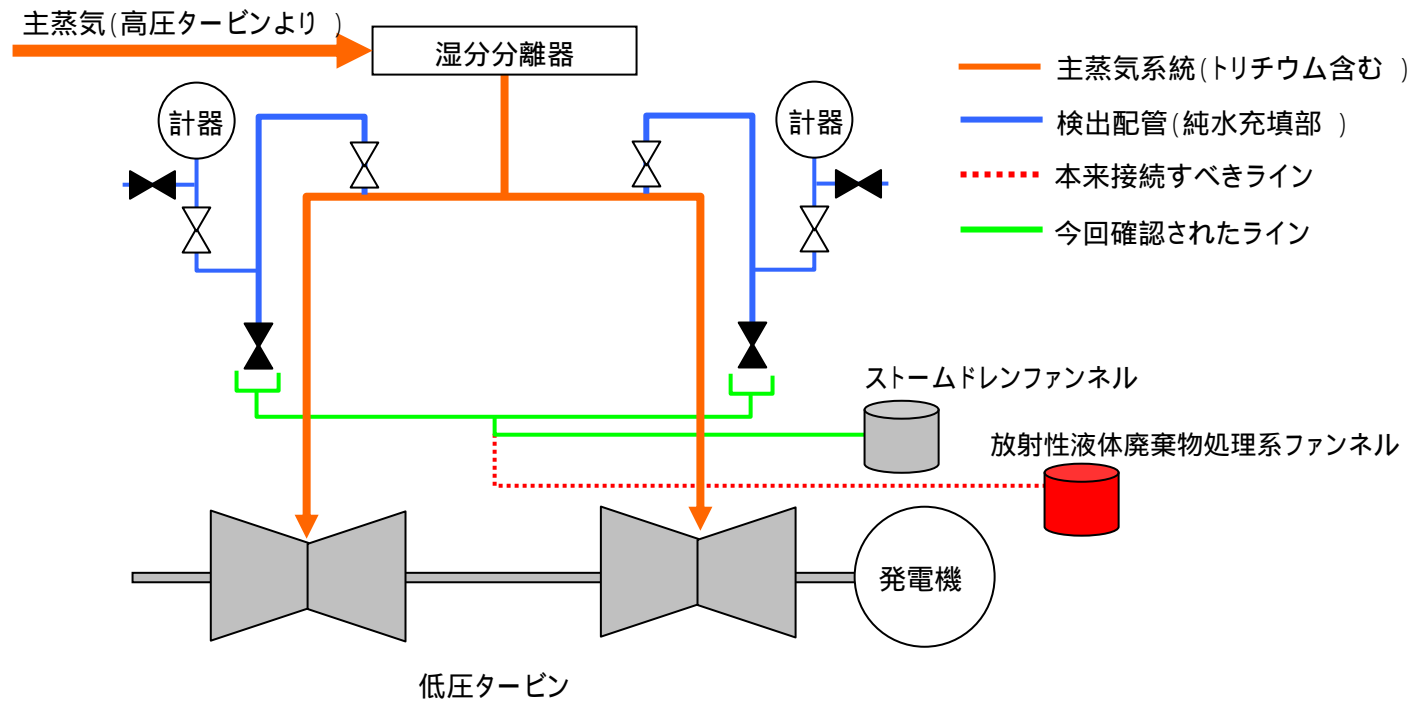 主蒸気(高圧タービンより )
湿分分離器
計器
計器
主蒸気系統(トリチウム含む )
検出配管(純水充填部 )
本来接続すべきライン
今回確認されたライン
ストームドレンファンネル
放射性液体廃棄物処理系ファンネル
発電機
低圧タービン